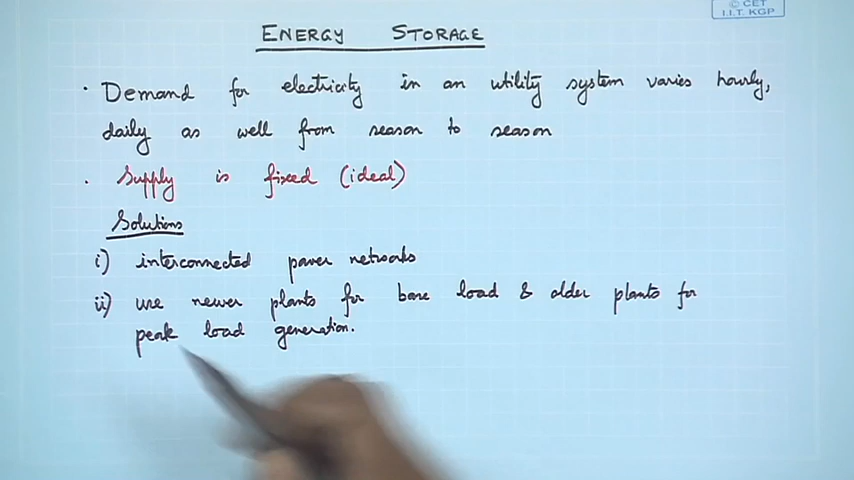 © CET
I.I.T. KGP
ENERGY STORAGE
· Demand for electricity in an utility system varies hourly,
daily as well from season to season
· Supply is fixed (ideal)
Solutions
i) interconnected power networks
ii) use newer plants for base load & older plants for
peak load generation.